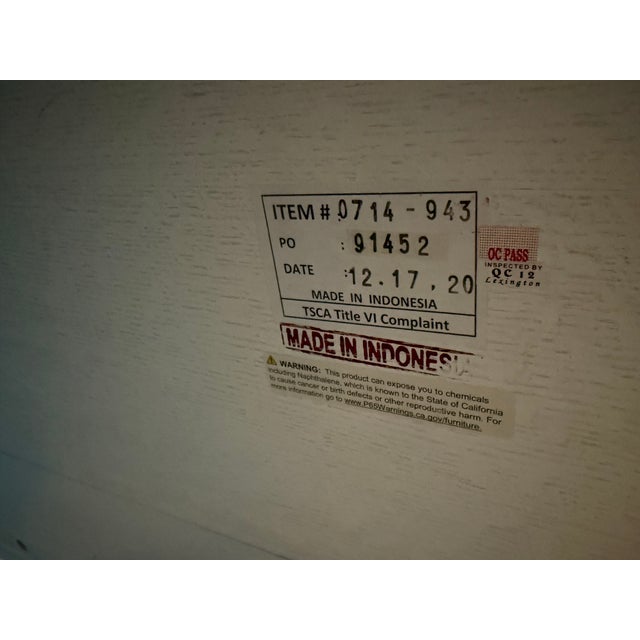 ITEM # 0714 - 943
PO : 91452
DATE : 12.17,20
MADE IN INDONESIA
TSCA Title VI Complaint
QC PASS
INSPECTED BY
QC 12
Lexington
MADE IN INDONESIA
⚠ WARNING: This product can expose you to chemicals
including Naphthalene, which is known to the State of California
to cause cancer or birth defects or other reproductive harm. For
more information go to www.P65Warnings.ca.gov/furniture.